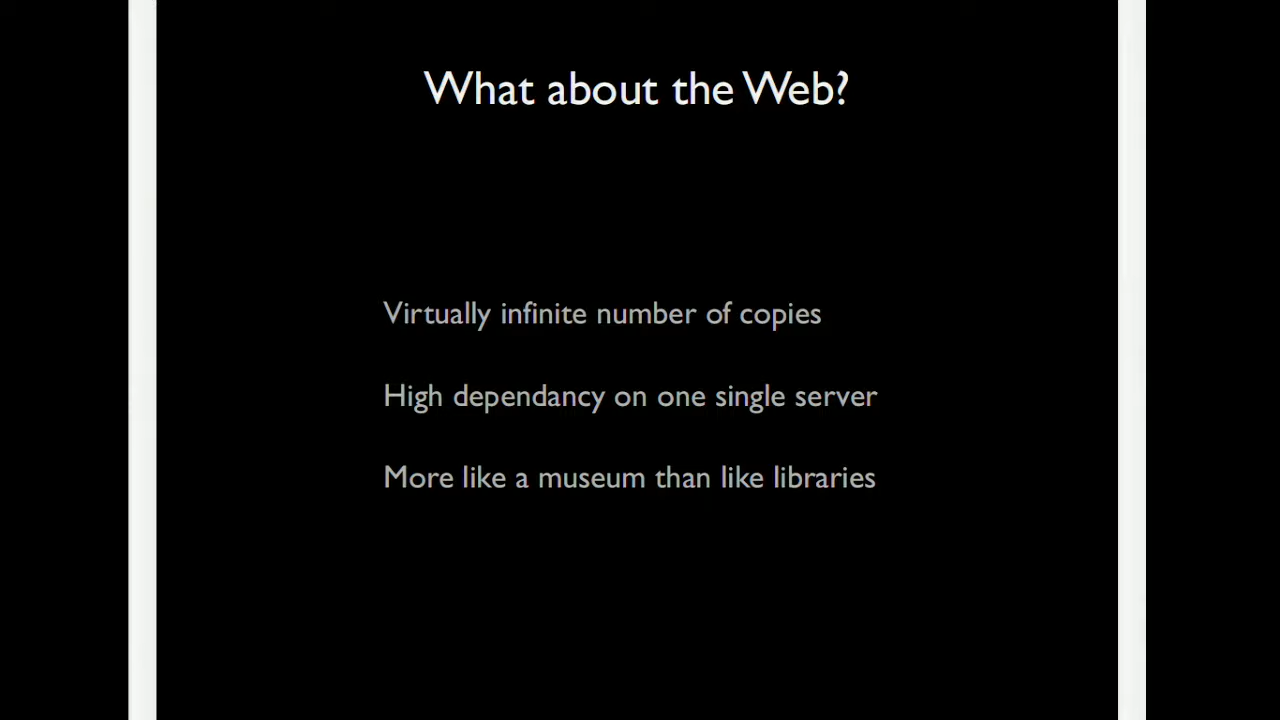 What about the Web?
Virtually infinite number of copies
High dependancy on one single server
More like a museum than like libraries